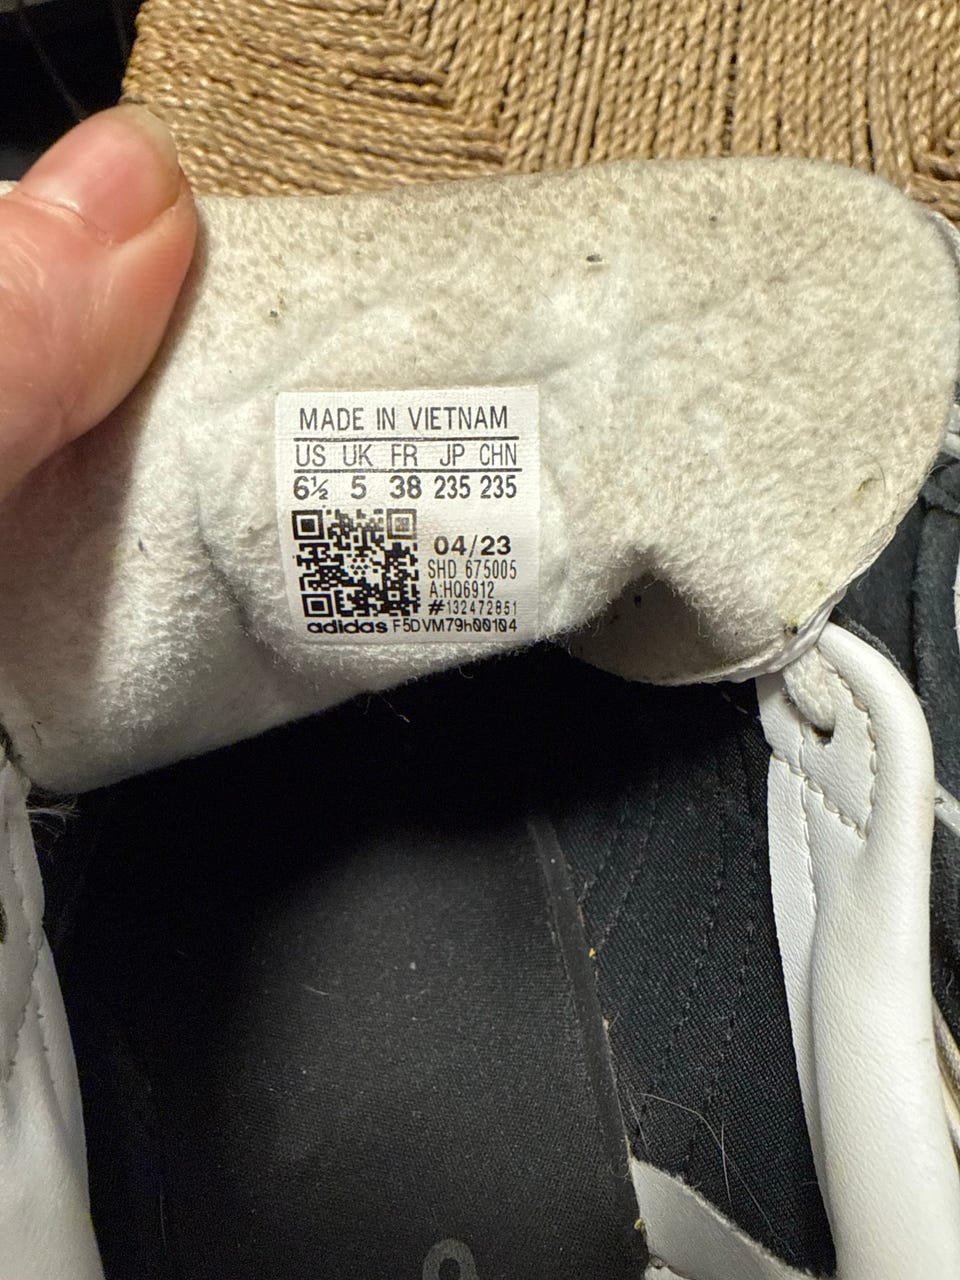 MADE IN VIETNAM
US UK FR JP CHN
6½ 5 38 235 235
04/23
SHD 675005
A:HQ6912
#132472851
adidas F5DVM79h00104